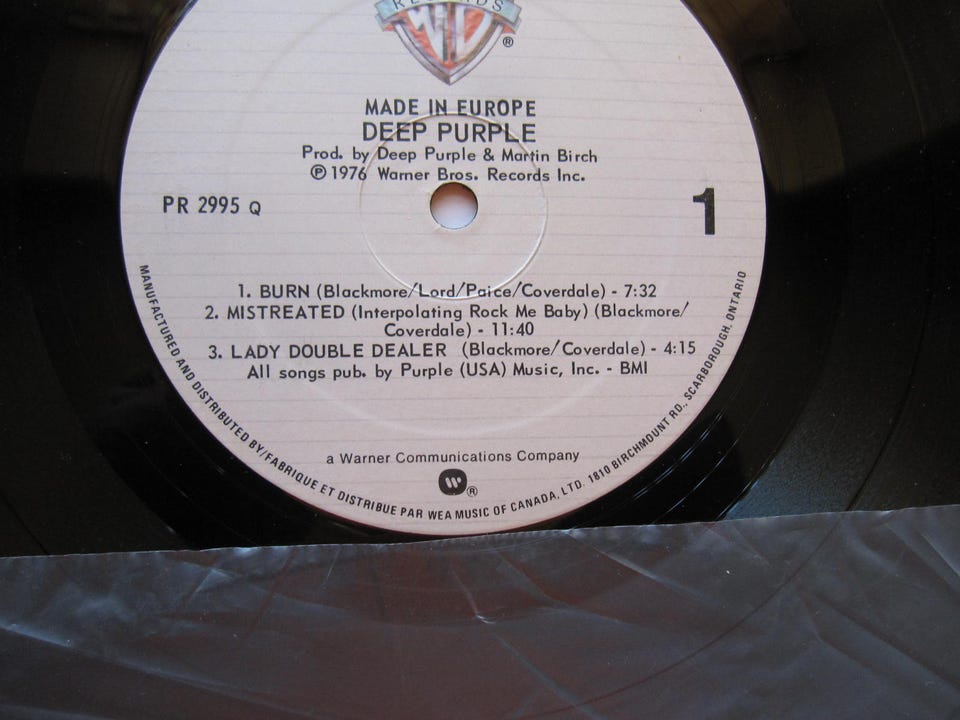 RECORDS
WB
®
MADE IN EUROPE
DEEP PURPLE
Prod. by Deep Purple & Martin Birch
℗ 1976 Warner Bros. Records Inc.
PR 2995 Q
1
1. BURN (Blackmore/Lord/Paice/Coverdale) - 7:32
2. MISTREATED (Interpolating Rock Me Baby) (Blackmore/
Coverdale) - 11:40
3. LADY DOUBLE DEALER (Blackmore/Coverdale) - 4:15
All songs pub. by Purple (USA) Music, Inc. - BMI
a Warner Communications Company
®
MANUFACTURED AND DISTRIBUTED BY/FABRIQUE ET DISTRIBUE PAR WEA MUSIC OF CANADA, LTD. 1810 BIRCHMOUNT RD., SCARBOROUGH, ONTARIO